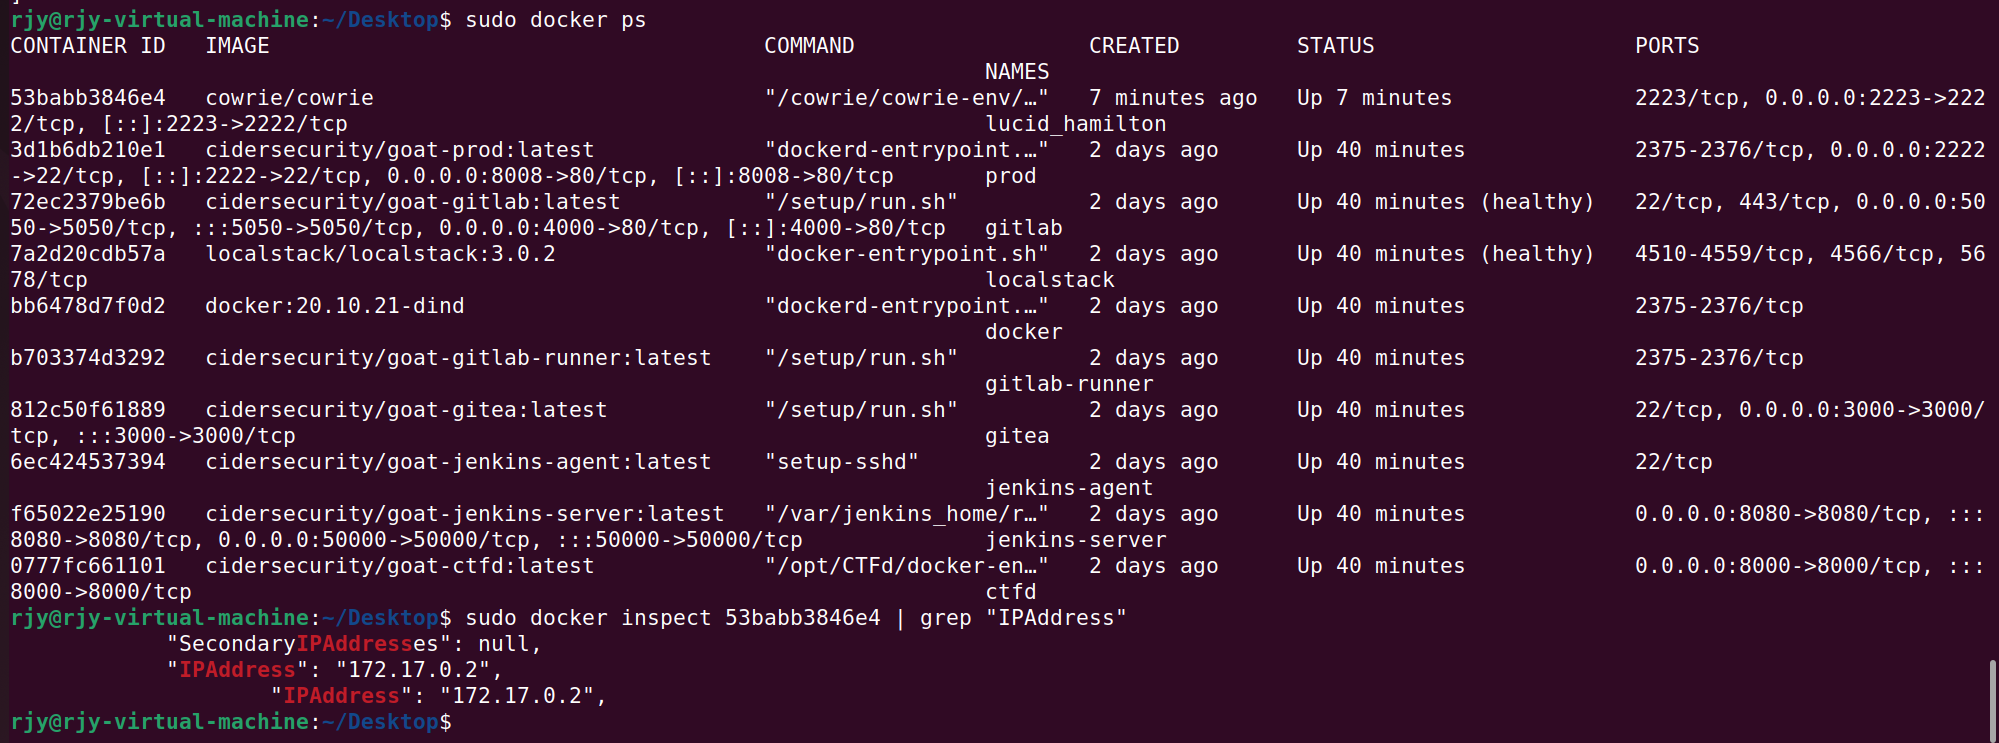 rjy@rjy-virtual-machine:~/Desktop$ sudo docker ps
CONTAINER ID   IMAGE                                      COMMAND                  CREATED         STATUS                    PORTS
                                                                           NAMES
53babb3846e4   cowrie/cowrie                              "/cowrie/cowrie-env/…"   7 minutes ago   Up 7 minutes              2223/tcp, 0.0.0.0:2223->222
2/tcp, [::]:2223->2222/tcp                                                 lucid_hamilton
3d1b6db210e1   cidersecurity/goat-prod:latest             "dockerd-entrypoint.…"   2 days ago      Up 40 minutes             2375-2376/tcp, 0.0.0.0:2222
->22/tcp, [::]:2222->22/tcp, 0.0.0.0:8008->80/tcp, [::]:8008->80/tcp       prod
72ec2379be6b   cidersecurity/goat-gitlab:latest           "/setup/run.sh"          2 days ago      Up 40 minutes (healthy)   22/tcp, 443/tcp, 0.0.0.0:50
50->5050/tcp, :::5050->5050/tcp, 0.0.0.0:4000->80/tcp, [::]:4000->80/tcp   gitlab
7a2d20cdb57a   localstack/localstack:3.0.2                "docker-entrypoint.sh"   2 days ago      Up 40 minutes (healthy)   4510-4559/tcp, 4566/tcp, 56
78/tcp                                                                     localstack
bb6478d7f0d2   docker:20.10.21-dind                       "dockerd-entrypoint.…"   2 days ago      Up 40 minutes             2375-2376/tcp
                                                                           docker
b703374d3292   cidersecurity/goat-gitlab-runner:latest    "/setup/run.sh"          2 days ago      Up 40 minutes             2375-2376/tcp
                                                                           gitlab-runner
812c50f61889   cidersecurity/goat-gitea:latest            "/setup/run.sh"          2 days ago      Up 40 minutes             22/tcp, 0.0.0.0:3000->3000/
tcp, :::3000->3000/tcp                                                     gitea
6ec424537394   cidersecurity/goat-jenkins-agent:latest    "setup-sshd"             2 days ago      Up 40 minutes             22/tcp
                                                                           jenkins-agent
f65022e25190   cidersecurity/goat-jenkins-server:latest   "/var/jenkins_home/r…"   2 days ago      Up 40 minutes             0.0.0.0:8080->8080/tcp, :::
8080->8080/tcp, 0.0.0.0:50000->50000/tcp, :::50000->50000/tcp              jenkins-server
0777fc661101   cidersecurity/goat-ctfd:latest             "/opt/CTFd/docker-en…"   2 days ago      Up 40 minutes             0.0.0.0:8000->8000/tcp, :::
8000->8000/tcp                                                             ctfd
rjy@rjy-virtual-machine:~/Desktop$ sudo docker inspect 53babb3846e4 | grep "IPAddress"
            "SecondaryIPAddresses": null,
            "IPAddress": "172.17.0.2",
                    "IPAddress": "172.17.0.2",
rjy@rjy-virtual-machine:~/Desktop$